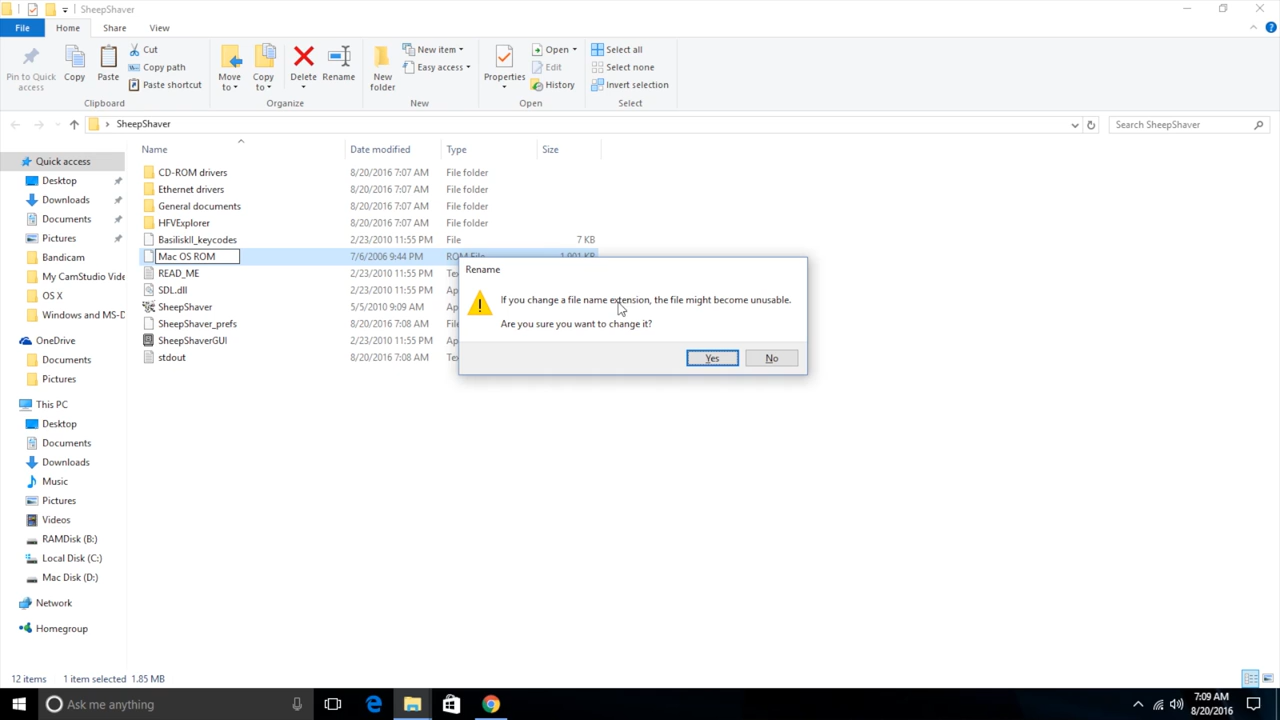 SheepShaver
File
Home
Share
View
Pin to Quick
access
Copy
Paste
Cut
Copy path
Paste shortcut
Clipboard
Move
to
Copy
to
Delete
Rename
Organize
New
folder
New item
Easy access
New
Properties
Open
Edit
History
Open
Select all
Select none
Invert selection
Select
SheepShaver
Search SheepShaver
Name
Date modified
Type
Size
Quick access
Desktop
Downloads
Documents
Pictures
Bandicam
My CamStudio Vide
OS X
Windows and MS-D
OneDrive
Documents
Pictures
This PC
Desktop
Documents
Downloads
Music
Pictures
Videos
RAMDisk (B:)
Local Disk (C:)
Mac Disk (D:)
Network
Homegroup
CD-ROM drivers 8/20/2016 7:07 AM File folder
Ethernet drivers 8/20/2016 7:07 AM File folder
General documents 8/20/2016 7:07 AM File folder
HFVExplorer 8/20/2016 7:07 AM File folder
BasiliskII_keycodes 2/23/2010 11:55 PM File 7 KB
Mac OS ROM 7/6/2006 9:44 PM ROM File 1,901 KB
READ_ME 2/23/2010 11:55 PM Te
SDL.dll 2/23/2010 11:55 PM Ap
SheepShaver 5/5/2010 9:09 AM Ap
SheepShaver_prefs 8/20/2016 7:08 AM File
SheepShaverGUI 2/23/2010 11:55 PM Ap
stdout 8/20/2016 7:08 AM Te
Rename
If you change a file name extension, the file might become unusable.
Are you sure you want to change it?
Yes
No
12 items
1 item selected 1.85 MB
Ask me anything
7:09 AM
8/20/2016